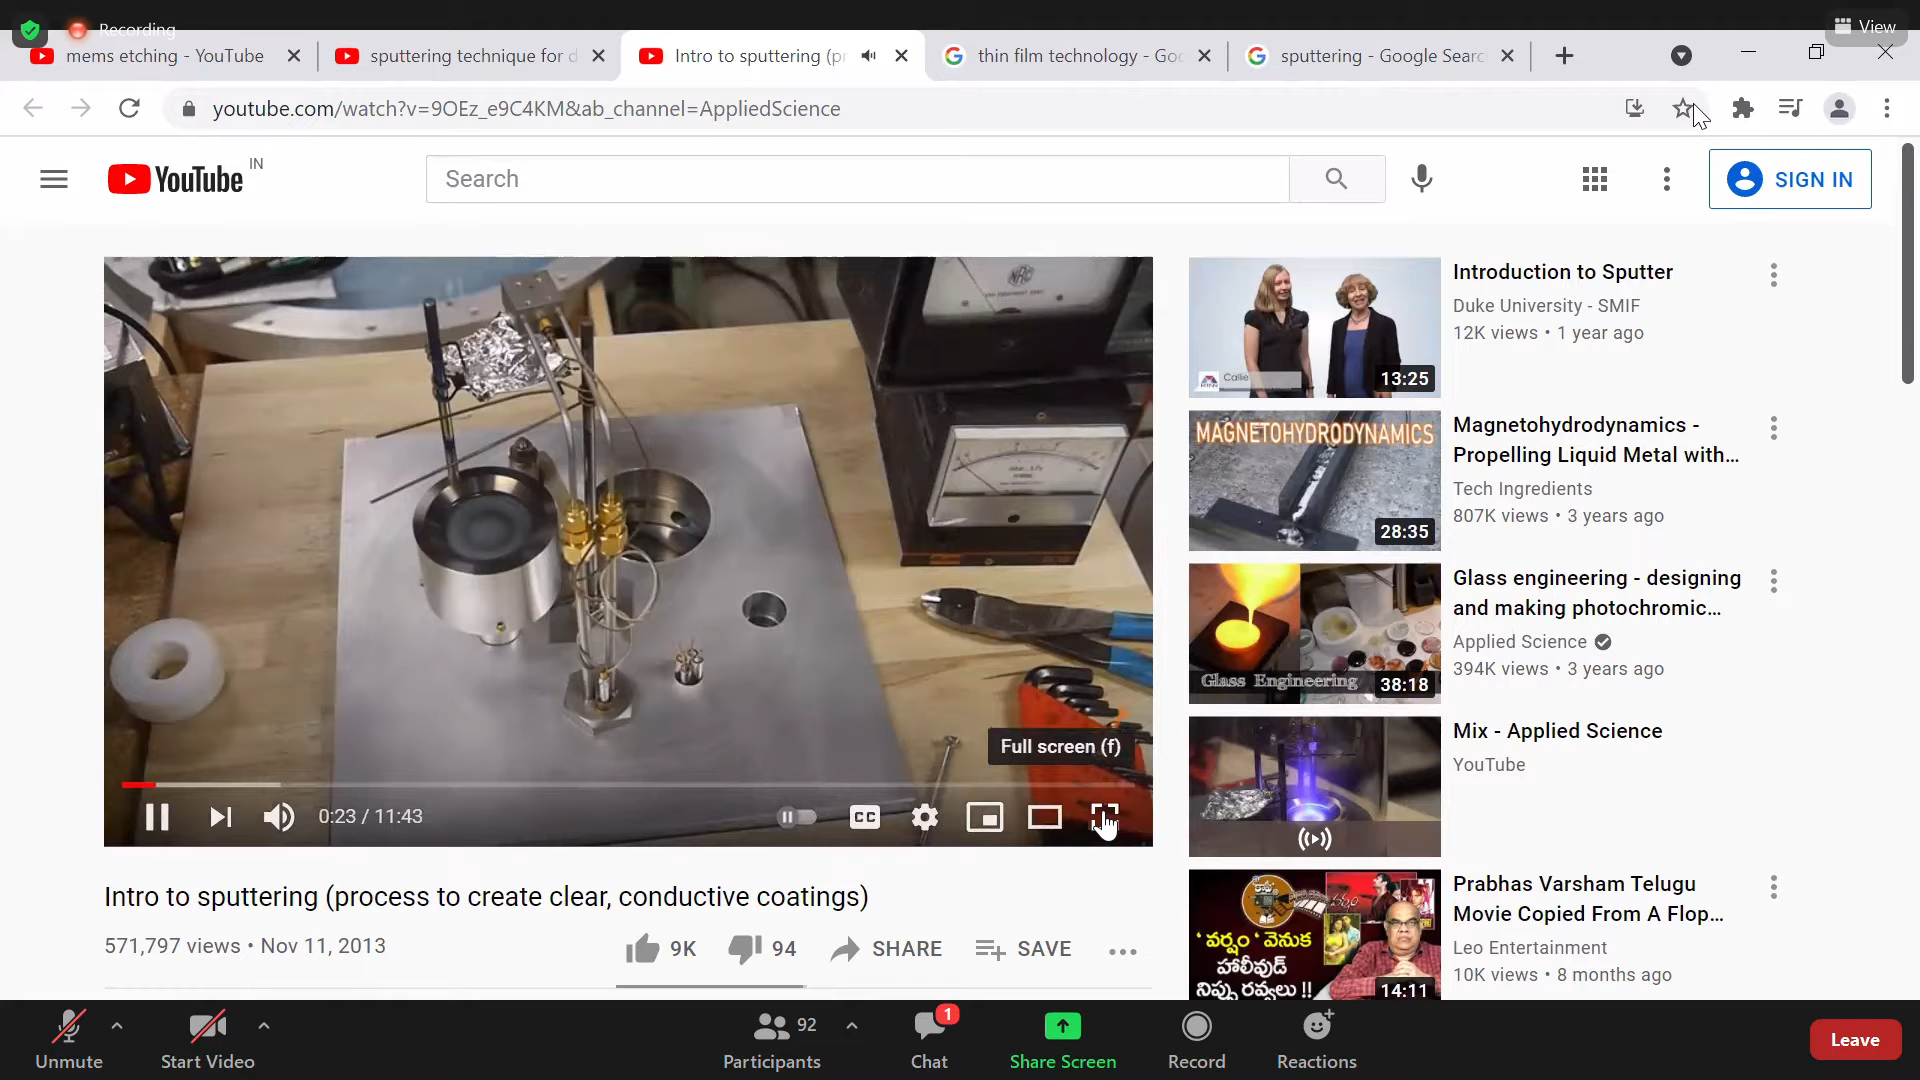 Recording
View
mems etching - YouTube
sputtering technique for d
Intro to sputtering (pr
thin film technology - Goo
sputtering - Google Searc
youtube.com/watch?v=9OEz_e9C4KM&ab_channel=AppliedScience
YouTube IN
Search
SIGN IN
Full screen (f)
0:23 / 11:43
CC
Intro to sputtering (process to create clear, conductive coatings)
571,797 views • Nov 11, 2013
9K
94
SHARE
SAVE
Callie
13:25
Introduction to Sputter
Duke University - SMIF
12K views • 1 year ago
MAGNETOHYDRODYNAMICS
28:35
Magnetohydrodynamics -
Propelling Liquid Metal with...
Tech Ingredients
807K views • 3 years ago
Glass Engineering
38:18
Glass engineering - designing
and making photochromic...
Applied Science
394K views • 3 years ago
Mix - Applied Science
YouTube
'వర్షం' వెనుక
హాలీవుడ్
నిప్పు రవ్వలు !!
14:11
Prabhas Varsham Telugu
Movie Copied From A Flop...
Leo Entertainment
10K views • 8 months ago
Unmute
Start Video
92
Participants
1
Chat
Share Screen
Record
Reactions
Leave